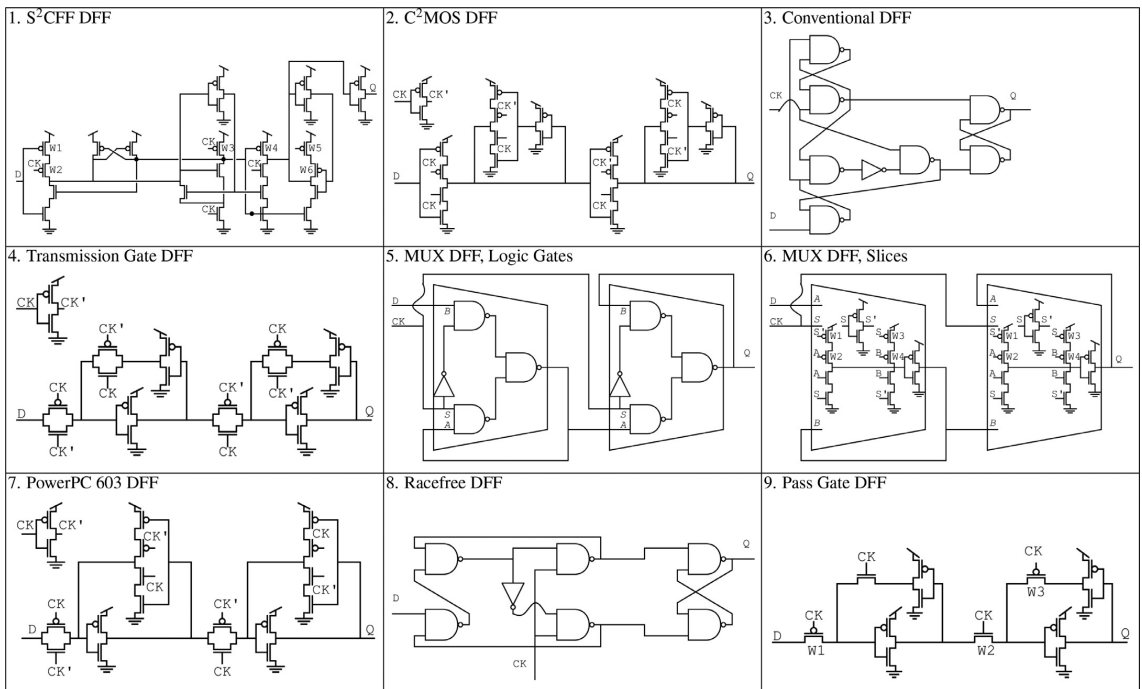 1. S²CFF DFF
2. C²MOS DFF
3. Conventional DFF
CK
W1
W3
W4
W5
CK
W2
CK
W6
D
CK
Q
CK
CK'
CK'
CK
CK
CK'
CK'
CK
D
CK
CK
Q
CK
Q
D
4. Transmission Gate DFF
5. MUX DFF, Logic Gates
6. MUX DFF, Slices
CK
CK'
CK'
CK
CK
CK
CK'
CK'
D
Q
CK'
CK
D
B
CK
B
Q
S
A
S
A
D
A
A
CK
S
S
S
S'
S
S'
S'
W1
S
W3
W1
S
W3
A
W2
B
W4
A
W2
B
W4
Q
A
B
A
B
S
S'
S
S'
B
B
7. PowerPC 603 DFF
8. Racefree DFF
9. Pass Gate DFF
CK
CK'
CK'
CK
CK
CK'
CK
CK'
D
Q
CK'
CK
Q
D
CK
CK
CK
CK
W3
CK
D
W1
W2
Q